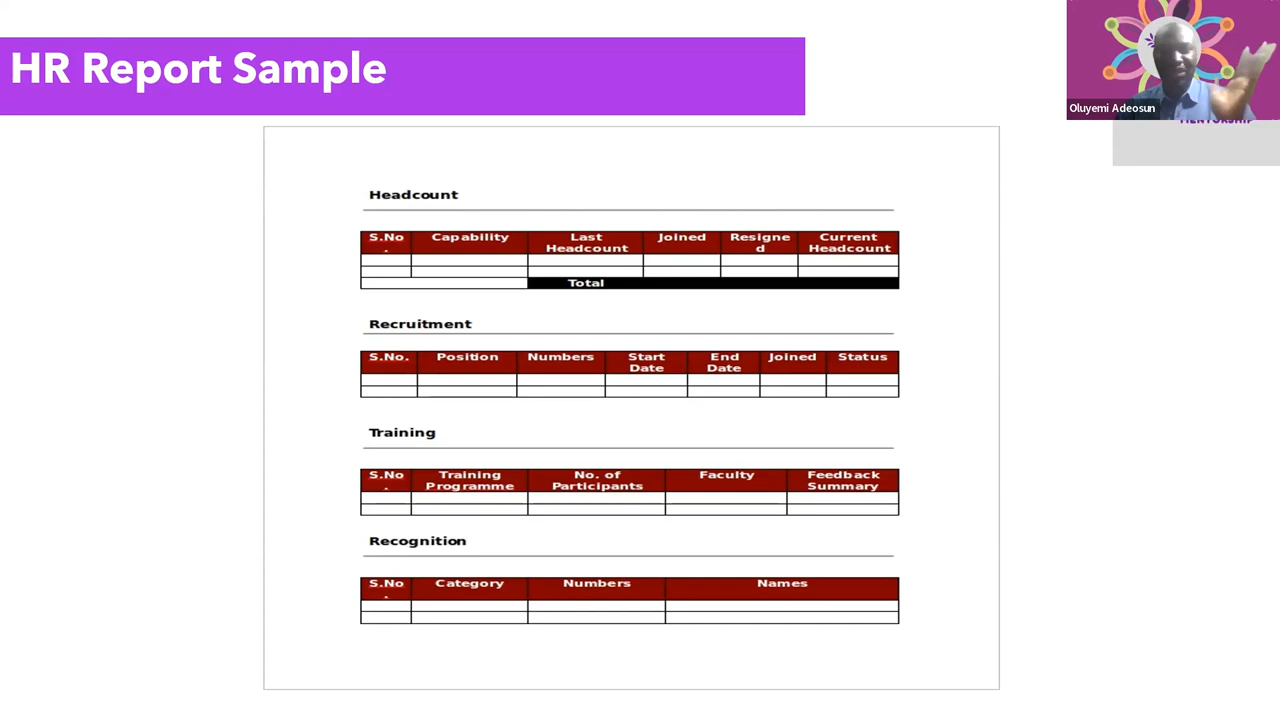 HR Report Sample
Oluyemi Adeosun
MENTORSHIP
Headcount
S.No Capability Last Joined Resigne Current
. Headcount d Headcount
Total
Recruitment
S.No. Position Numbers Start End Joined Status
Date Date
Training
S.No Training No. of Faculty Feedback
. Programme Participants Summary
Recognition
S.No Category Numbers Names
.